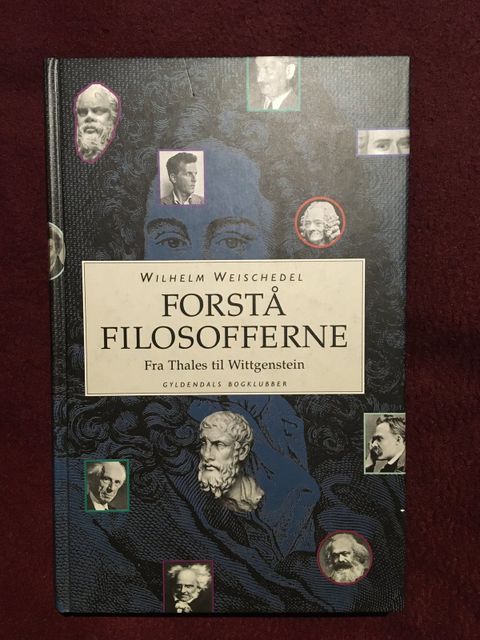 WILHELM WEISCHEDEL
FORSTÅ
FILOSOFFERNE
Fra Thales til Wittgenstein
GYLDENDALS BOGKLUBBER